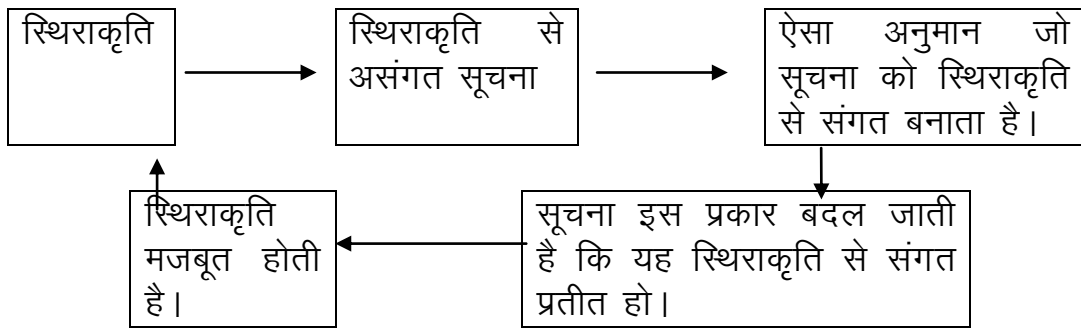 स्थिराकृति
स्थिराकृति से
असंगत सूचना
ऐसा अनुमान जो
सूचना को स्थिराकृति
से संगत बनाता है।
सूचना इस प्रकार बदल जाती
है कि यह स्थिराकृति से संगत
प्रतीत हो।
स्थिराकृति
मजबूत होती
है।